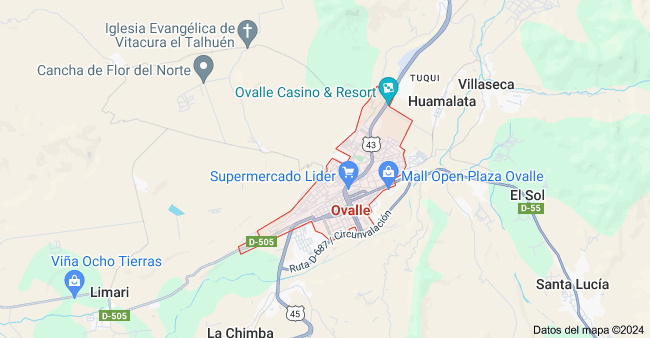 Iglesia Evangélica de
Vitacura el Talhuén
Cancha de Flor del Norte
TUQUI
Villaseca
Ovalle Casino & Resort
Huamalata
43
Supermercado Lider
Mall Open Plaza Ovalle
El Sol
Ovalle
D-55
D-505
Ruta D-687 / Circunvalación
Viña Ocho Tierras
Limari
Santa Lucía
D-505
45
La Chimba
Datos del mapa ©2024